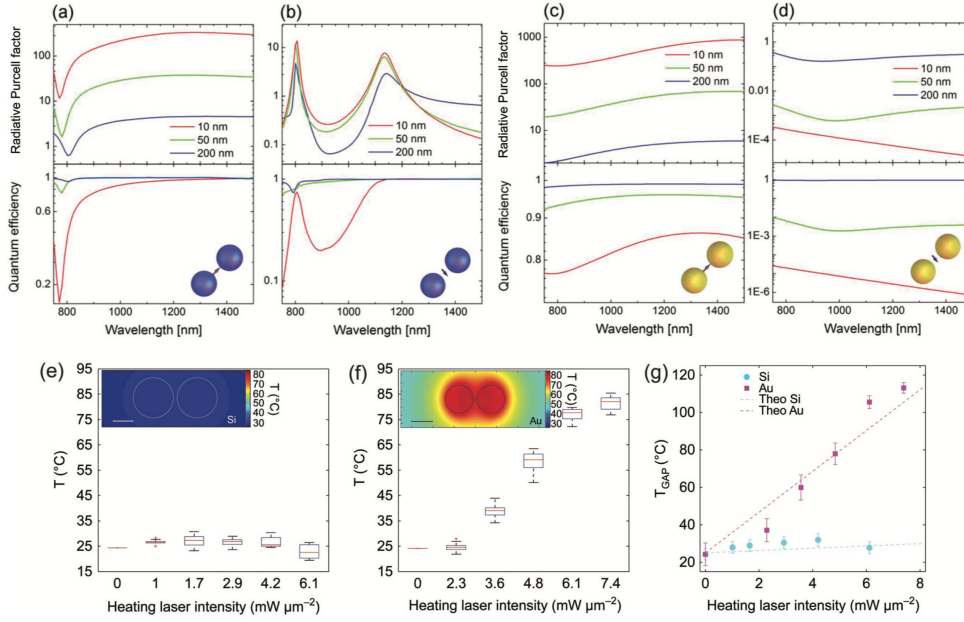 (a)
Radiative Purcell factor
100
10
1
10 nm
50 nm
200 nm
Quantum efficiency
1
0.6
0.2
800 1000 1200 1400
Wavelength [nm]
(b)
10
1
0.1
10 nm
50 nm
200 nm
1
0.1
800 1000 1200 1400
Wavelength [nm]
(c)
Radiative Purcell factor
1000
100
10
10 nm
50 nm
200 nm
Quantum efficiency
1
0.9
0.8
800 1000 1200 1400
Wavelength [nm]
(d)
1
0.01
1E-4
10 nm
50 nm
200 nm
1
1E-3
1E-6
800 1000 1200 1400
Wavelength [nm]
(e)
T (°C)
95
85
75
65
55
45
35
25
15
Si
80
70
60
50
40
30
T (°C)
0 1 1.7 2.9 4.2 6.1
Heating laser intensity (mW µm⁻²)
(f)
T (°C)
95
85
75
65
55
45
35
25
15
Au
80
70
60
50
40
30
T (°C)
0 2.3 3.6 4.8 6.1 7.4
Heating laser intensity (mW µm⁻²)
(g)
Si
Au
Theo Si
Theo Au
T_GAP (°C)
120
100
80
60
40
20
0 2 4 6 8
Heating laser intensity (mW µm⁻²)